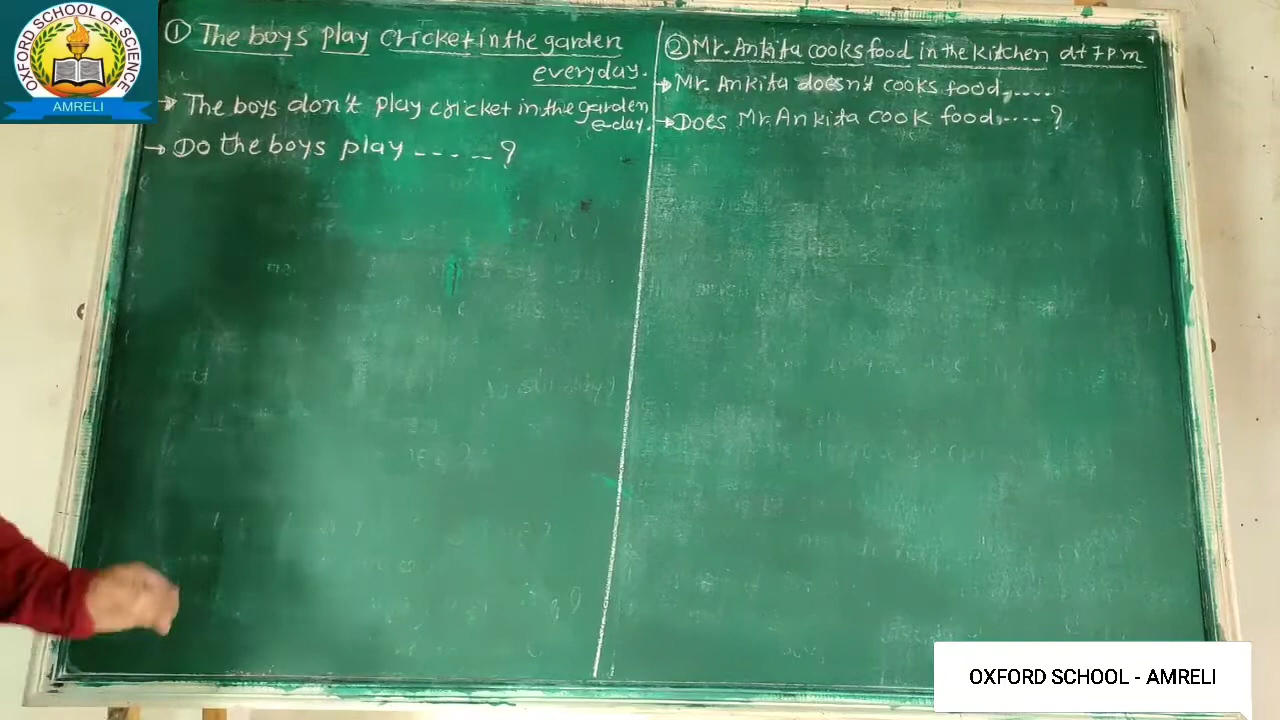 OXFORD SCHOOL OF SCIENCE
AMRELI
① The boys play cricket in the garden
everyday.
→ The boys don't play cricket in the garden
e-day.
→ Do the boys play -----?
② Mr. Ankita cooks food in the kitchen at 7 p.m
→ Mr. Ankita doesn't cooks food,....
→ Does Mr. Ankita cook food,....?
OXFORD SCHOOL - AMRELI